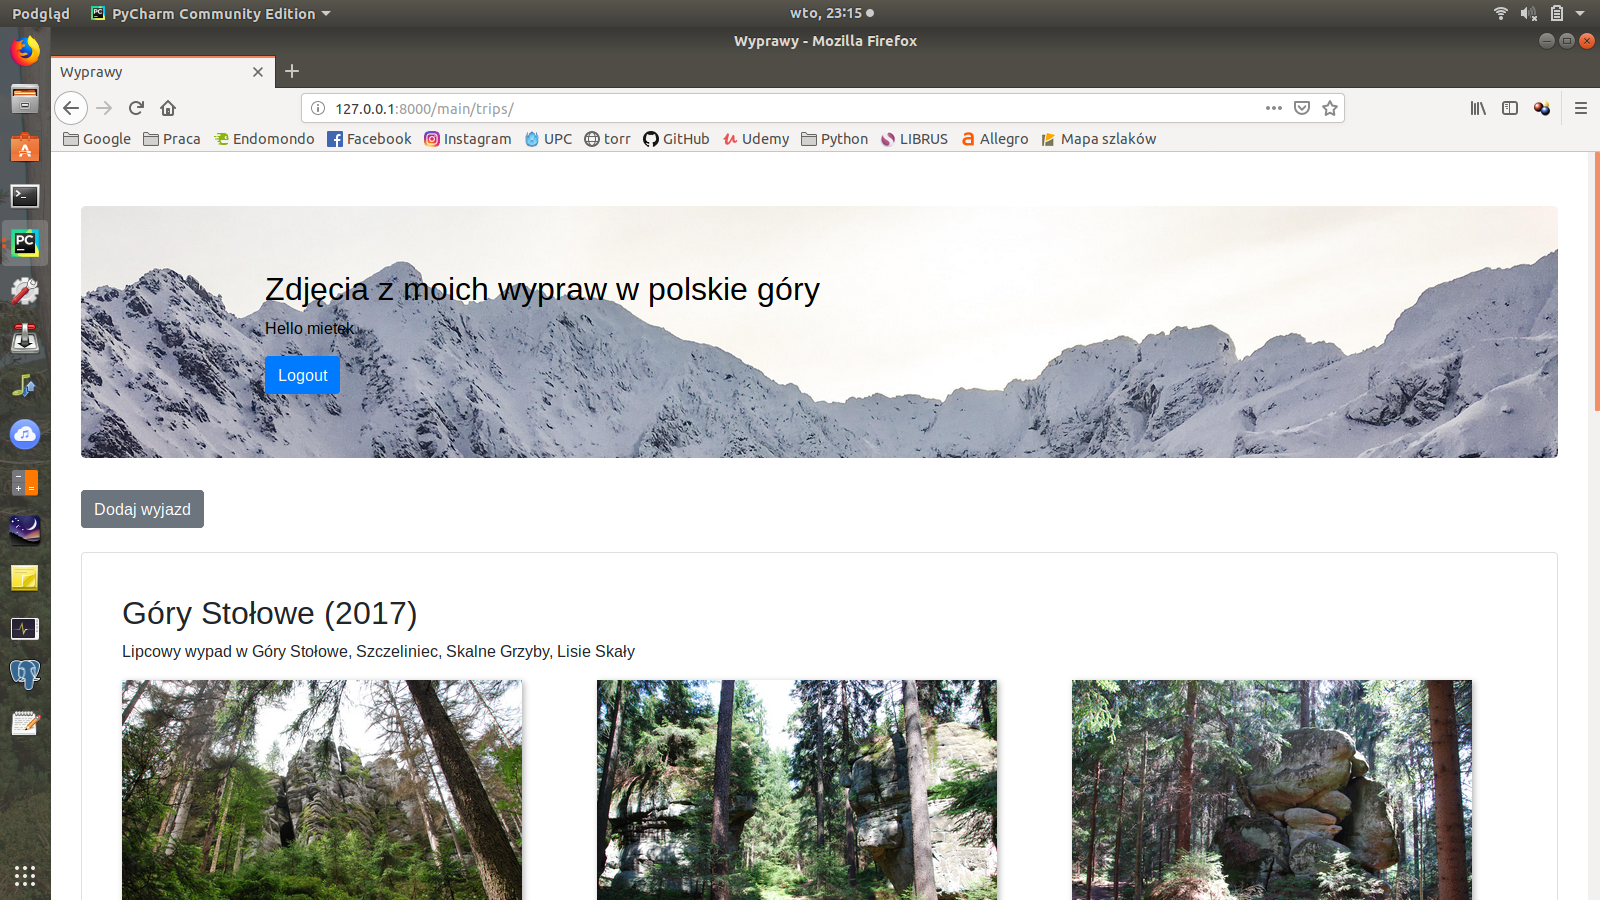 Podgląd PyCharm Community Edition wto, 23:15
Wyprawy - Mozilla Firefox
Wyprawy
127.0.0.1:8000/main/trips/
Google Praca Endomondo Facebook Instagram UPC torr GitHub Udemy Python LIBRUS Allegro Mapa szlaków
Zdjęcia z moich wypraw w polskie góry
Hello mietek
Logout
Dodaj wyjazd
Góry Stołowe (2017)
Lipcowy wypad w Góry Stołowe, Szczeliniec, Skalne Grzyby, Lisie Skały